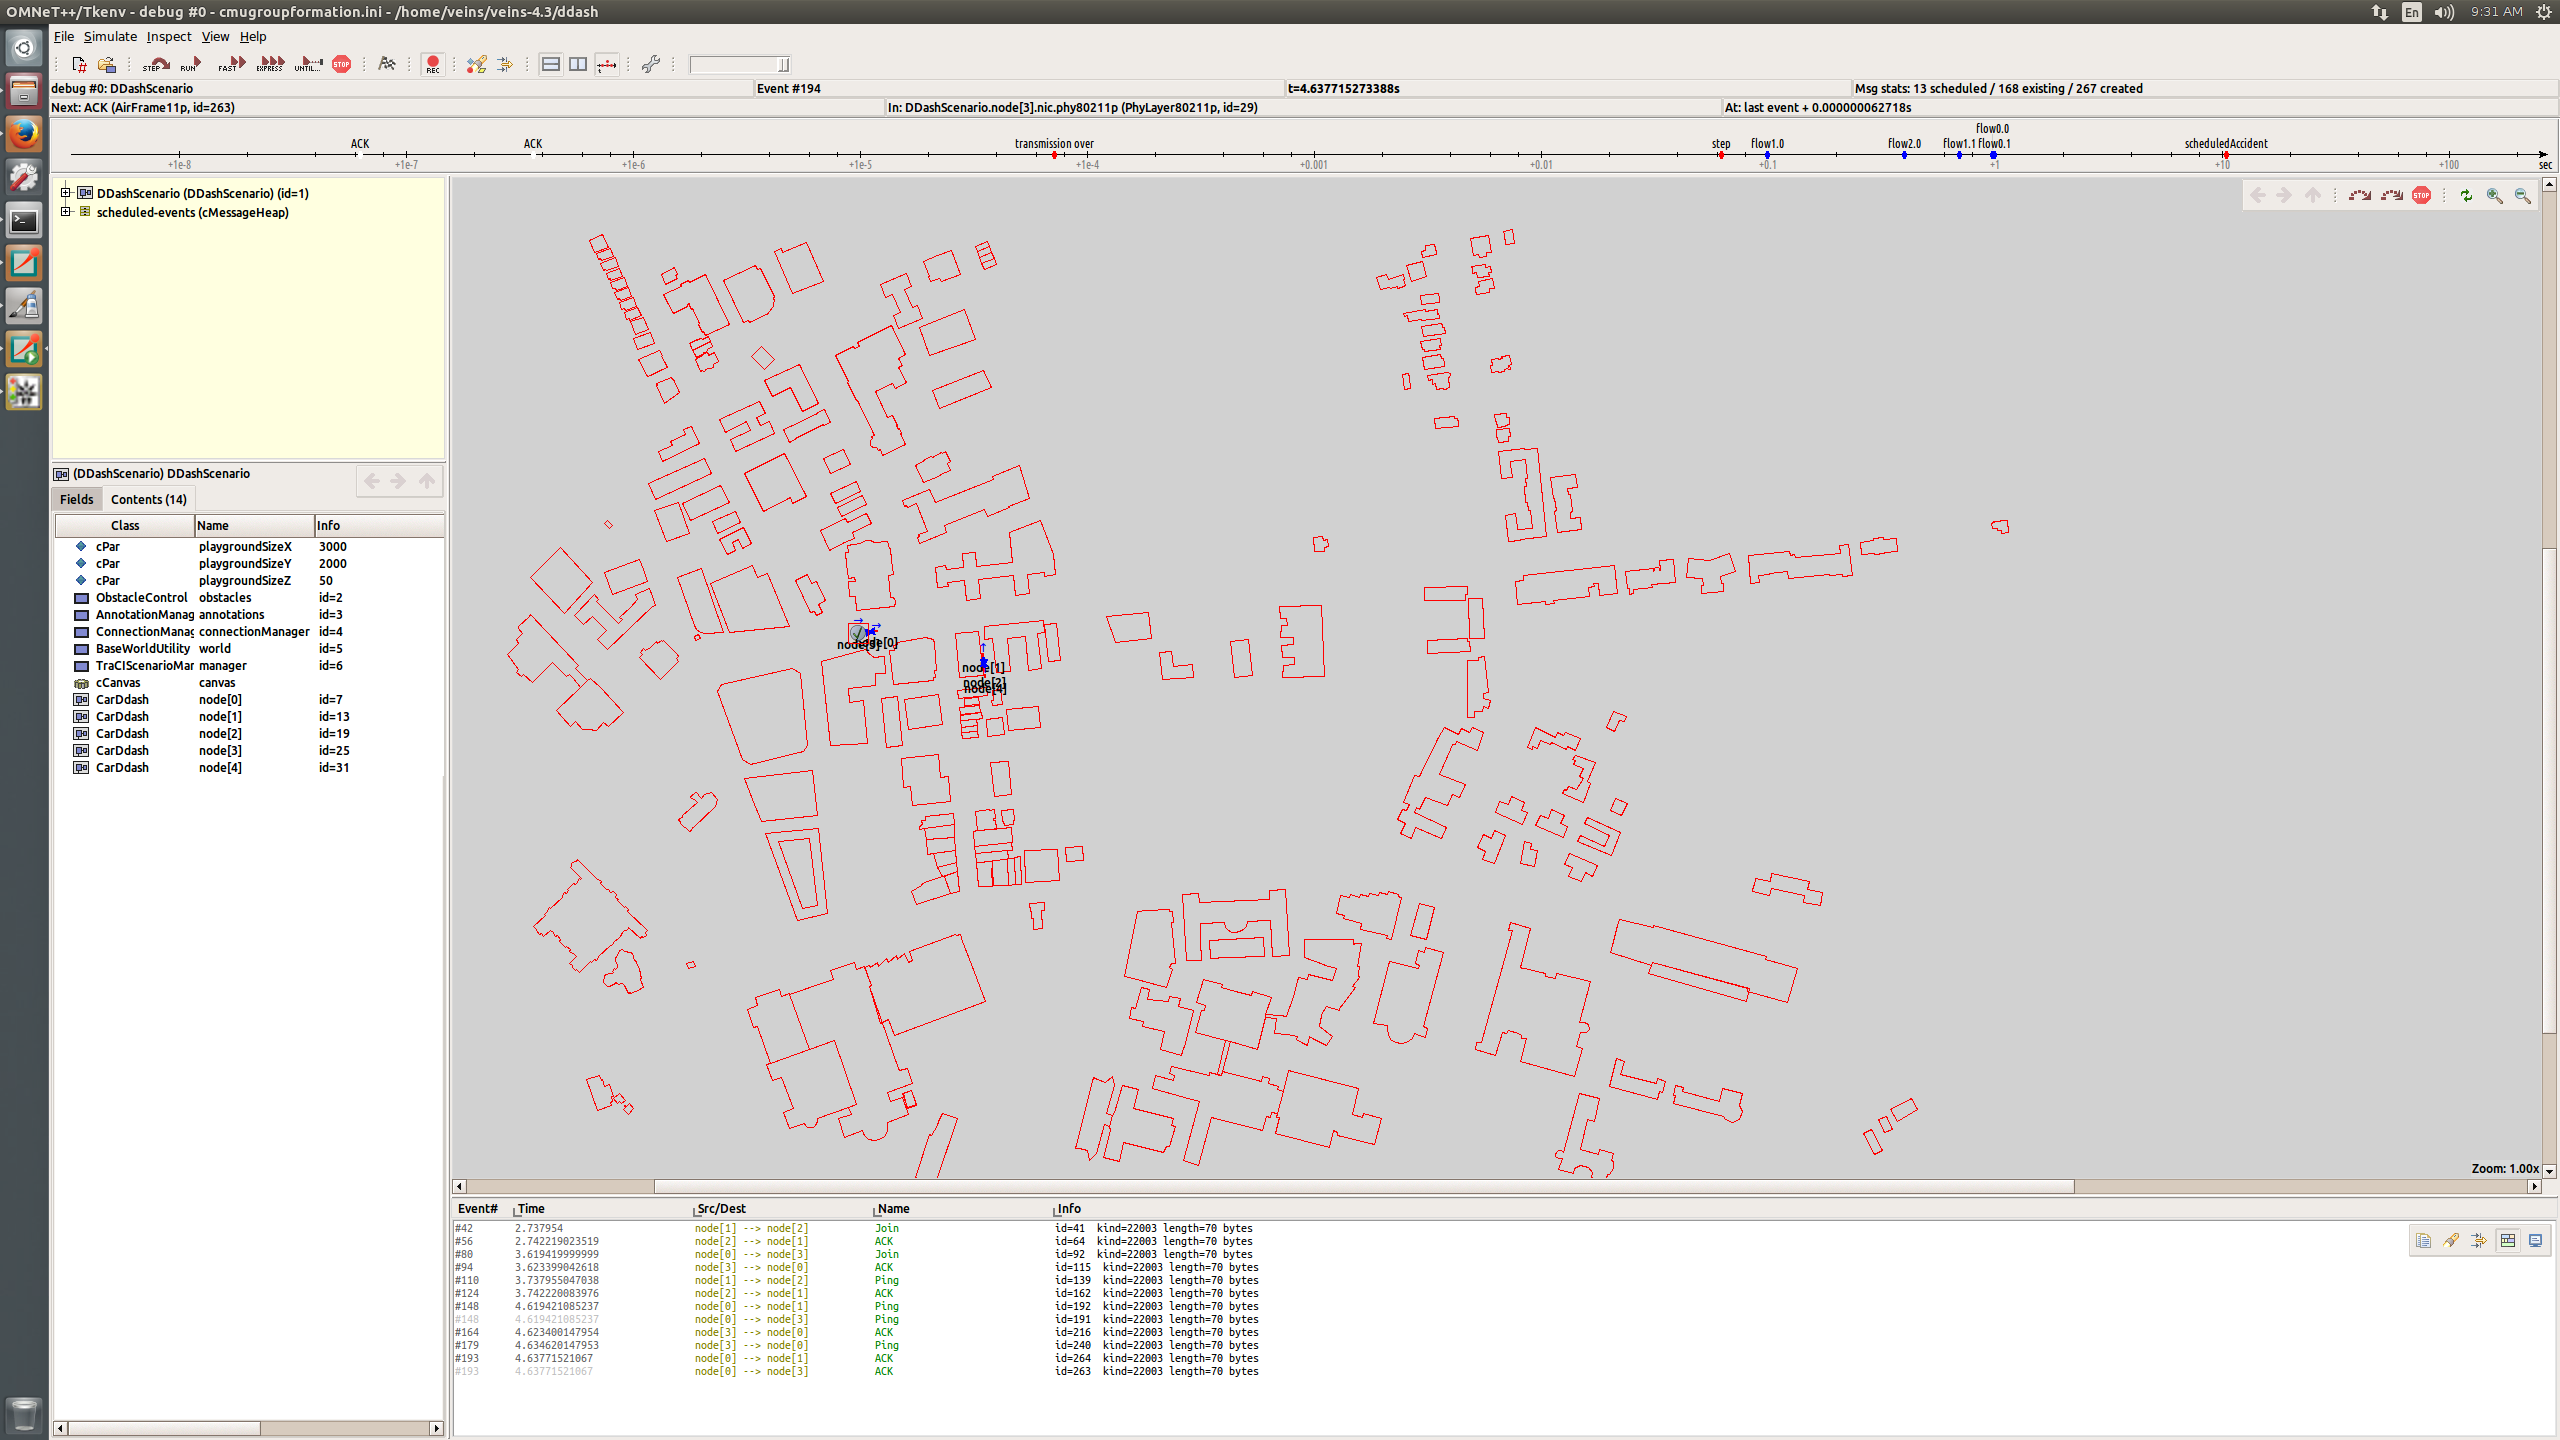 OMNeT++/Tkenv - debug #0 - cmugroupformation.ini - /home/veins/veins-4.3/ddash
En 9:31 AM
File Simulate Inspect View Help
STEP RUN FAST EXPRESS UNTIL... STOP REC
debug #0: DDashScenario Event #194 t=4.637715273388s Msg stats: 13 scheduled / 168 existing / 267 created
Next: ACK (AirFrame11p, id=263) In: DDashScenario.node[3].nic.phy80211p (PhyLayer80211p, id=29) At: last event + 0.000000062718s
flow0.0
ACK ACK transmission over step flow1.0 flow2.0 flow1.1 flow0.1 scheduledAccident
+1e-8 +1e-7 +1e-6 +1e-5 +1e-4 +0.001 +0.01 +0.1 +1 +10 +100 sec
DDashScenario (DDashScenario) (id=1)
scheduled-events (cMessageHeap)
STOP
(DDashScenario) DDashScenario
Fields Contents (14)
Class Name Info
cPar playgroundSizeX 3000
cPar playgroundSizeY 2000
cPar playgroundSizeZ 50
ObstacleControl obstacles id=2
AnnotationManag annotations id=3
ConnectionManag connectionManager id=4
BaseWorldUtility world id=5
TraCIScenarioMar manager id=6
cCanvas canvas
CarDdash node[0] id=7
CarDdash node[1] id=13
CarDdash node[2] id=19
CarDdash node[3] id=25
CarDdash node[4] id=31
node[1]
node[2]
node[4]
Zoom: 1.00x
Event# Time Src/Dest Name Info
#42 2.737954 node[1] --> node[2] Join id=41 kind=22003 length=70 bytes
#56 2.742219023519 node[2] --> node[1] ACK id=64 kind=22003 length=70 bytes
#80 3.619419999999 node[0] --> node[3] Join id=92 kind=22003 length=70 bytes
#94 3.623399042618 node[3] --> node[0] ACK id=115 kind=22003 length=70 bytes
#110 3.737955047038 node[1] --> node[2] Ping id=139 kind=22003 length=70 bytes
#124 3.742220083976 node[2] --> node[1] ACK id=162 kind=22003 length=70 bytes
#148 4.619421085237 node[0] --> node[1] Ping id=192 kind=22003 length=70 bytes
#148 4.619421085237 node[0] --> node[3] Ping id=191 kind=22003 length=70 bytes
#164 4.623400147954 node[3] --> node[0] ACK id=216 kind=22003 length=70 bytes
#179 4.634620147953 node[3] --> node[0] Ping id=240 kind=22003 length=70 bytes
#193 4.63771521067 node[0] --> node[1] ACK id=264 kind=22003 length=70 bytes
#193 4.63771521067 node[0] --> node[3] ACK id=263 kind=22003 length=70 bytes